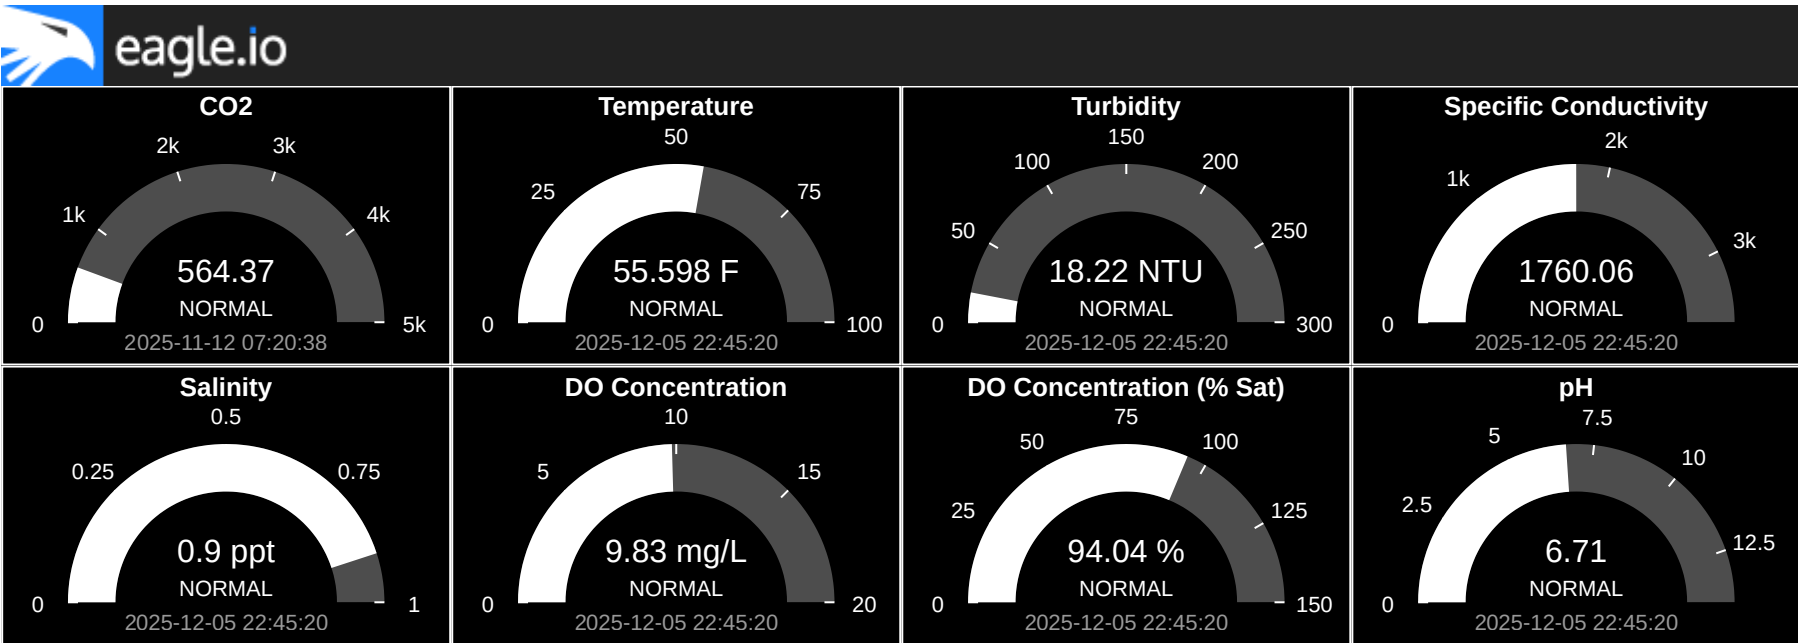 eagle.io
CO2
0
1k
2k
3k
4k
5k
564.37
NORMAL
2025-11-12 07:20:38
Temperature
0
25
50
75
100
55.598 F
NORMAL
2025-12-05 22:45:20
Turbidity
0
50
100
150
200
250
300
18.22 NTU
NORMAL
2025-12-05 22:45:20
Specific Conductivity
0
1k
2k
3k
1760.06
NORMAL
2025-12-05 22:45:20
Salinity
0
0.25
0.5
0.75
1
0.9 ppt
NORMAL
2025-12-05 22:45:20
DO Concentration
0
5
10
15
20
9.83 mg/L
NORMAL
2025-12-05 22:45:20
DO Concentration (% Sat)
0
25
50
75
100
125
150
94.04 %
NORMAL
2025-12-05 22:45:20
pH
0
2.5
5
7.5
10
12.5
6.71
NORMAL
2025-12-05 22:45:20